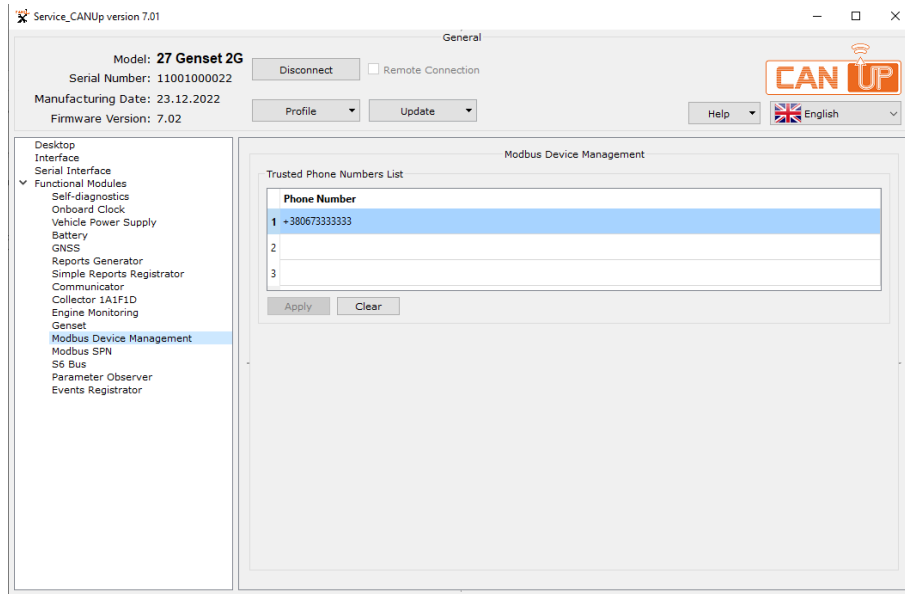 Service_CANUp version 7.01
General
Model: 27 Genset 2G
Serial Number: 11001000022
Manufacturing Date: 23.12.2022
Firmware Version: 7.02
Disconnect
Remote Connection
Profile
Update
CAN UP
Help
English
Desktop
Interface
Serial Interface
Functional Modules
Self-diagnostics
Onboard Clock
Vehicle Power Supply
Battery
GNSS
Reports Generator
Simple Reports Registrator
Communicator
Collector 1A1F1D
Engine Monitoring
Genset
Modbus Device Management
Modbus SPN
S6 Bus
Parameter Observer
Events Registrator
Modbus Device Management
Trusted Phone Numbers List
Phone Number
1 +380673333333
2
3
Apply
Clear